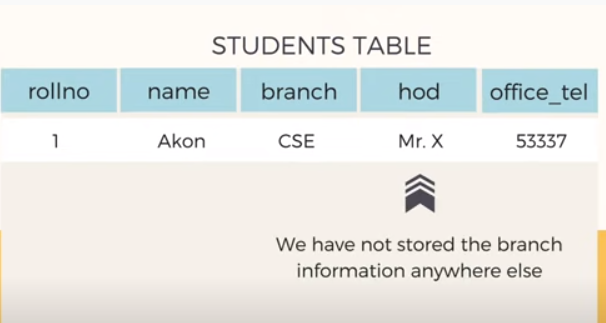 STUDENTS TABLE
rollno name branch hod office_tel
1 Akon CSE Mr. X 53337
We have not stored the branch
information anywhere else